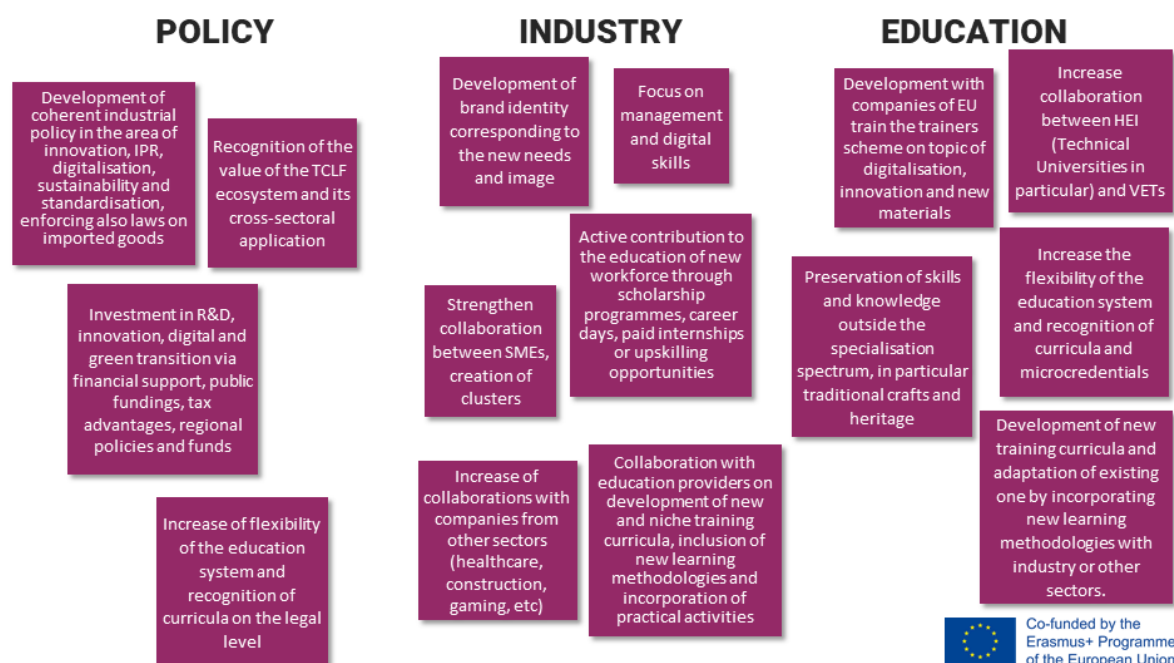 POLICY
Development of
coherent industrial
policy in the area of
innovation, IPR,
digitalisation,
sustainability and
standardisation,
enforcing also laws on
imported goods
Recognition of
the value of the TCLF
ecosystem and its
cross-sectoral
application
Investment in R&D,
innovation, digital and
green transition via
financial support, public
fundings, tax
advantages, regional
policies and funds
Increase of flexibility
of the education
system and
recognition of
curricula on the legal
level
INDUSTRY
Development of
brand identity
corresponding to
the new needs
and image
Focus on
management
and digital
skills
Active contribution to
the education of new
workforce through
scholarship
programmes, career
days, paid internships
or upskilling
opportunities
Strengthen
collaboration
between SMEs,
creation of
clusters
Increase of
collaborations with
companies from
other sectors
(healthcare,
construction,
gaming, etc)
Collaboration with
education providers on
development of new
and niche training
curricula, inclusion of
new learning
methodologies and
incorporation of
practical activities
EDUCATION
Development with
companies of EU
train the trainers
scheme on topic of
digitalisation,
innovation and new
materials
Increase
collaboration
between HEI
(Technical
Universities in
particular) and VETs
Preservation of skills
and knowledge
outside the
specialisation
spectrum, in particular
traditional crafts and
heritage
Increase the
flexibility of the
education system
and recognition of
curricula and
microcredentials
Development of new
training curricula and
adaptation of existing
one by incorporating
new learning
methodologies with
industry or other
sectors.
Co-funded by the
Erasmus+ Programme
of the European Union